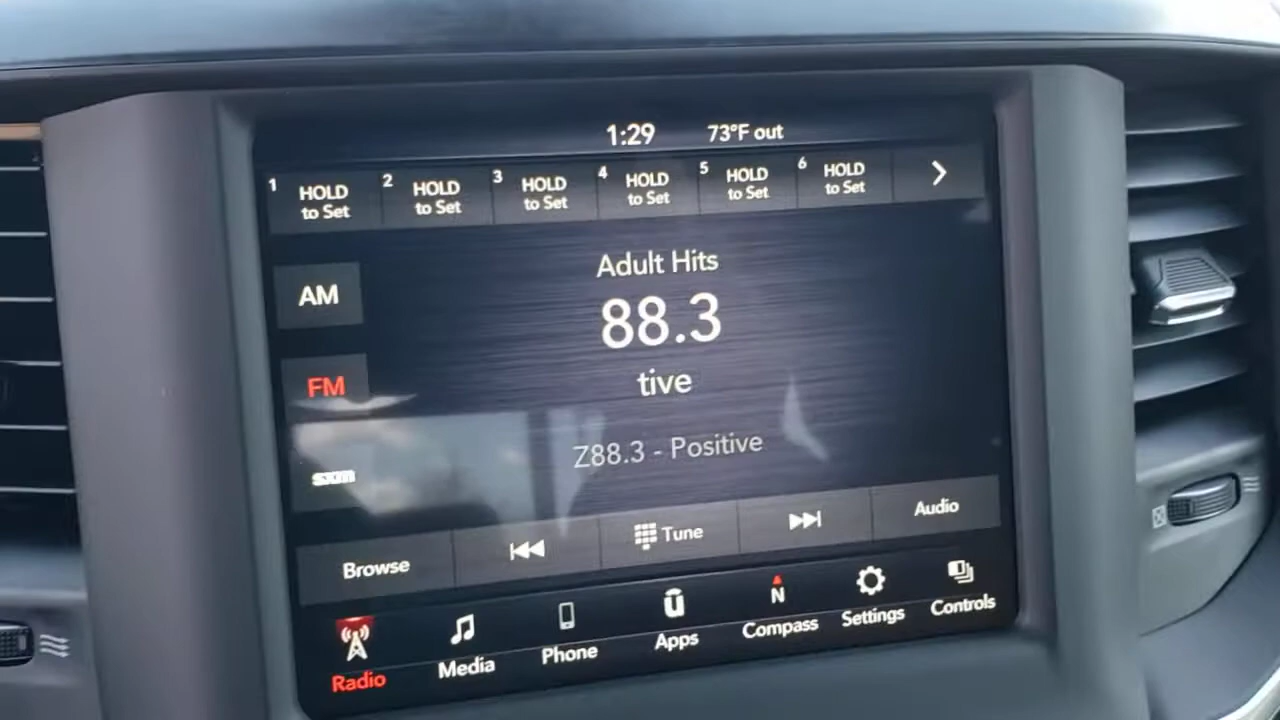 1:29 73°F out
1 HOLD to Set 2 HOLD to Set 3 HOLD to Set 4 HOLD to Set 5 HOLD to Set 6 HOLD to Set
Adult Hits
AM
88.3
FM
tive
Z88.3 - Positive
sxm
Browse Tune Audio
Radio Media Phone Apps N Compass Settings Controls